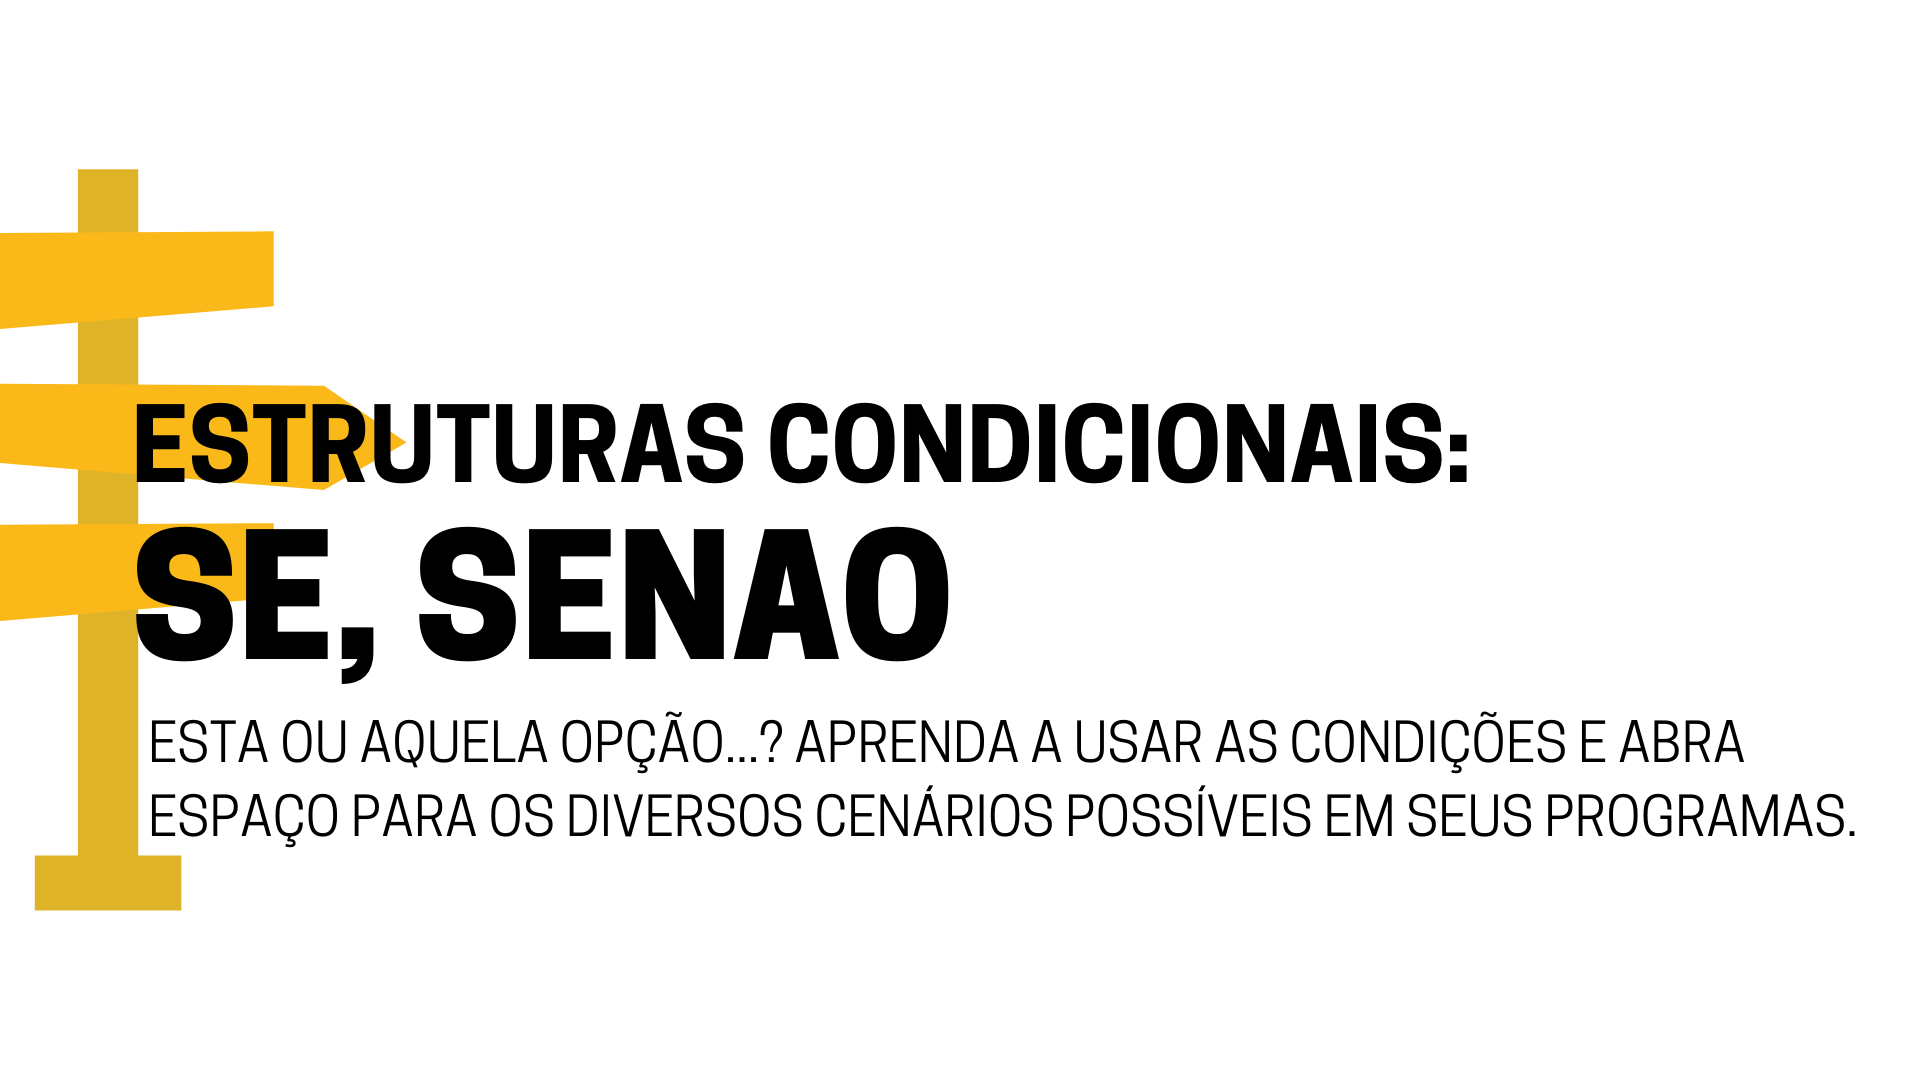 ESTRUTURAS CONDICIONAIS:
SE, SENAO
ESTA OU AQUELA OPÇÃO...? APRENDA A USAR AS CONDIÇÕES E ABRA
ESPAÇO PARA OS DIVERSOS CENÁRIOS POSSÍVEIS EM SEUS PROGRAMAS.